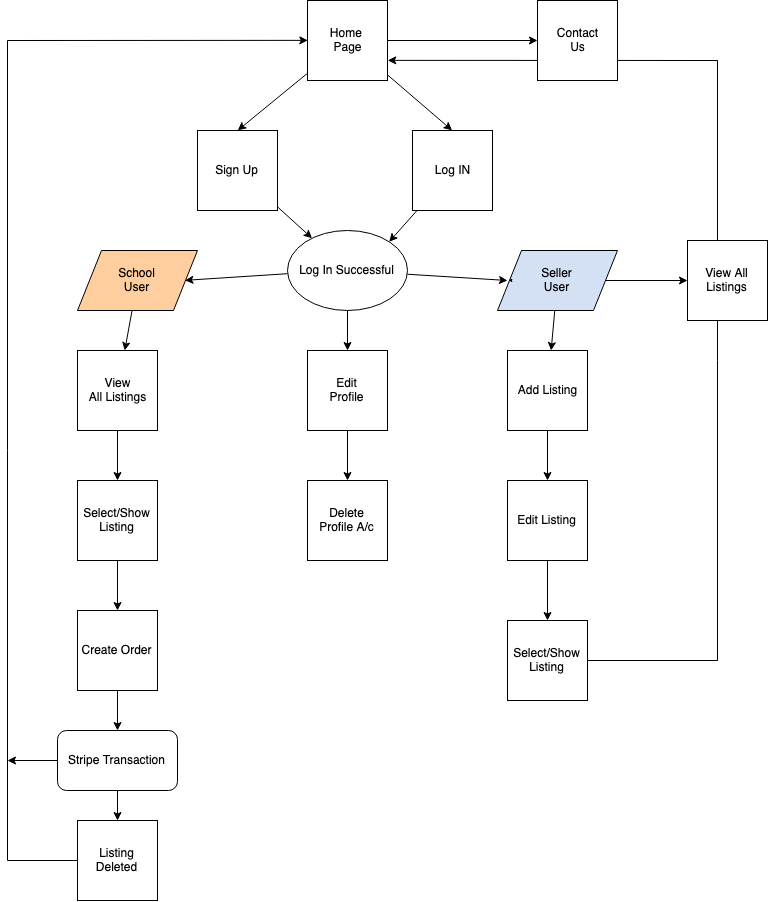 Home
Page
Contact
Us
Sign Up
Log IN
School
User
Log In Successful
Seller
User
View All
Listings
View
All Listings
Edit
Profile
Add Listing
Select/Show
Listing
Delete
Profile A/c
Edit Listing
Create Order
Select/Show
Listing
Stripe Transaction
Listing
Deleted